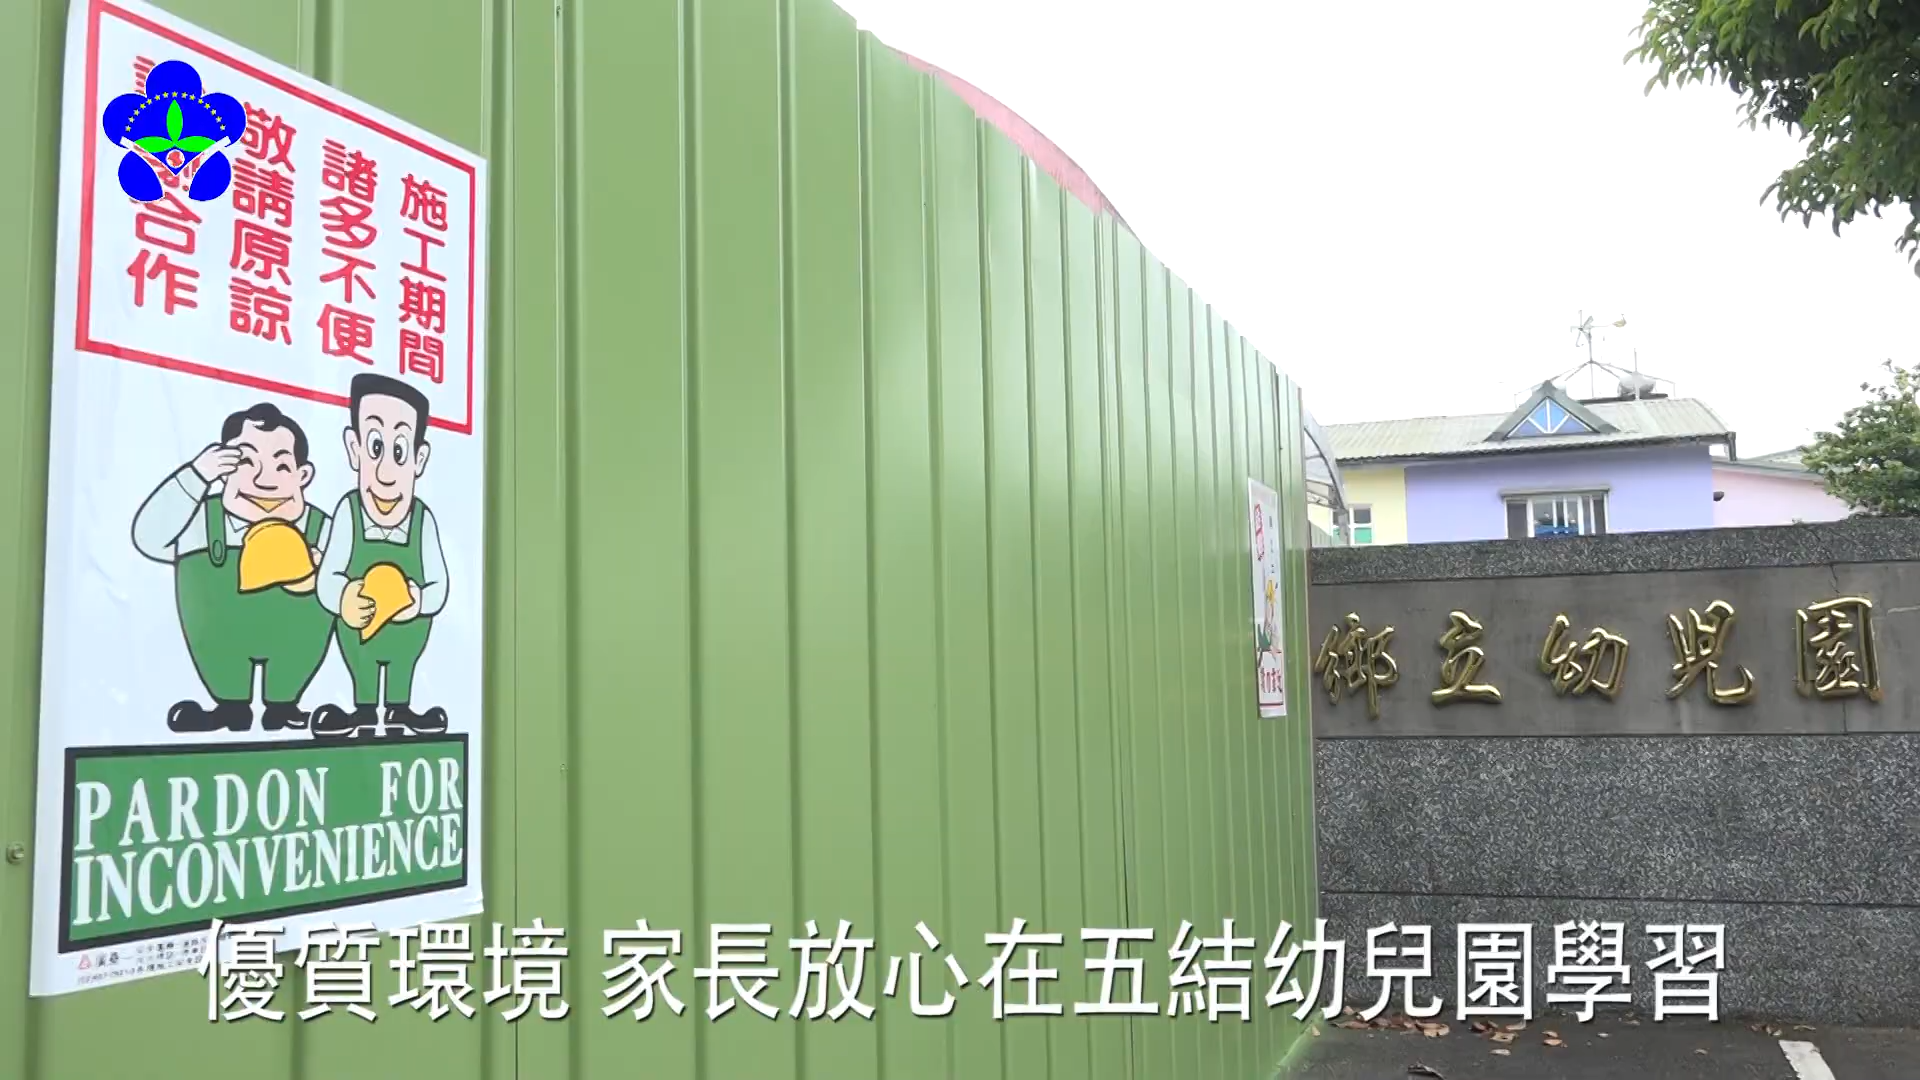 施工期間
諸多不便
敬請原諒
合作
PARDON FOR
INCONVENIENCE
鄉立幼兒園
優質環境 家長放心在五結幼兒園學習